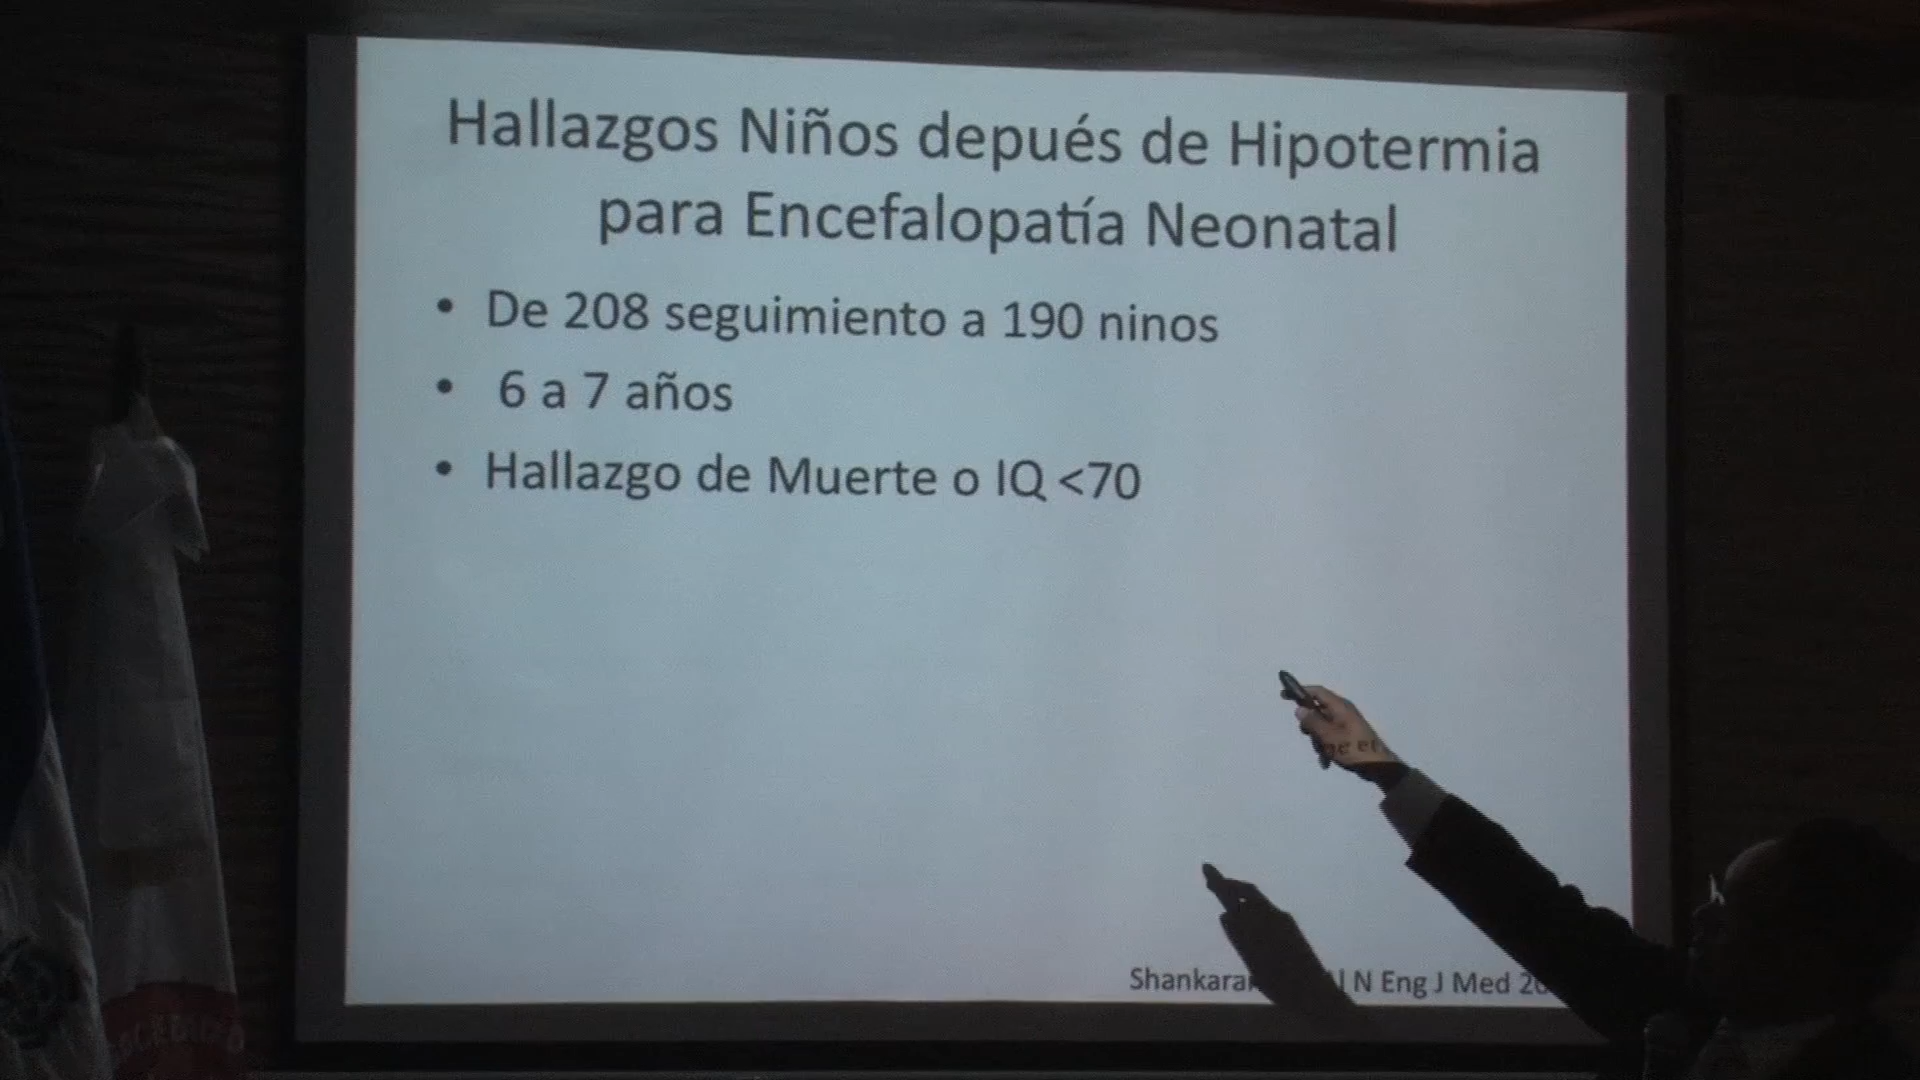 Hallazgos Niños depués de Hipotermia
para Encefalopatía Neonatal
• De 208 seguimiento a 190 ninos
• 6 a 7 años
• Hallazgo de Muerte o IQ <70
N Eng J Med